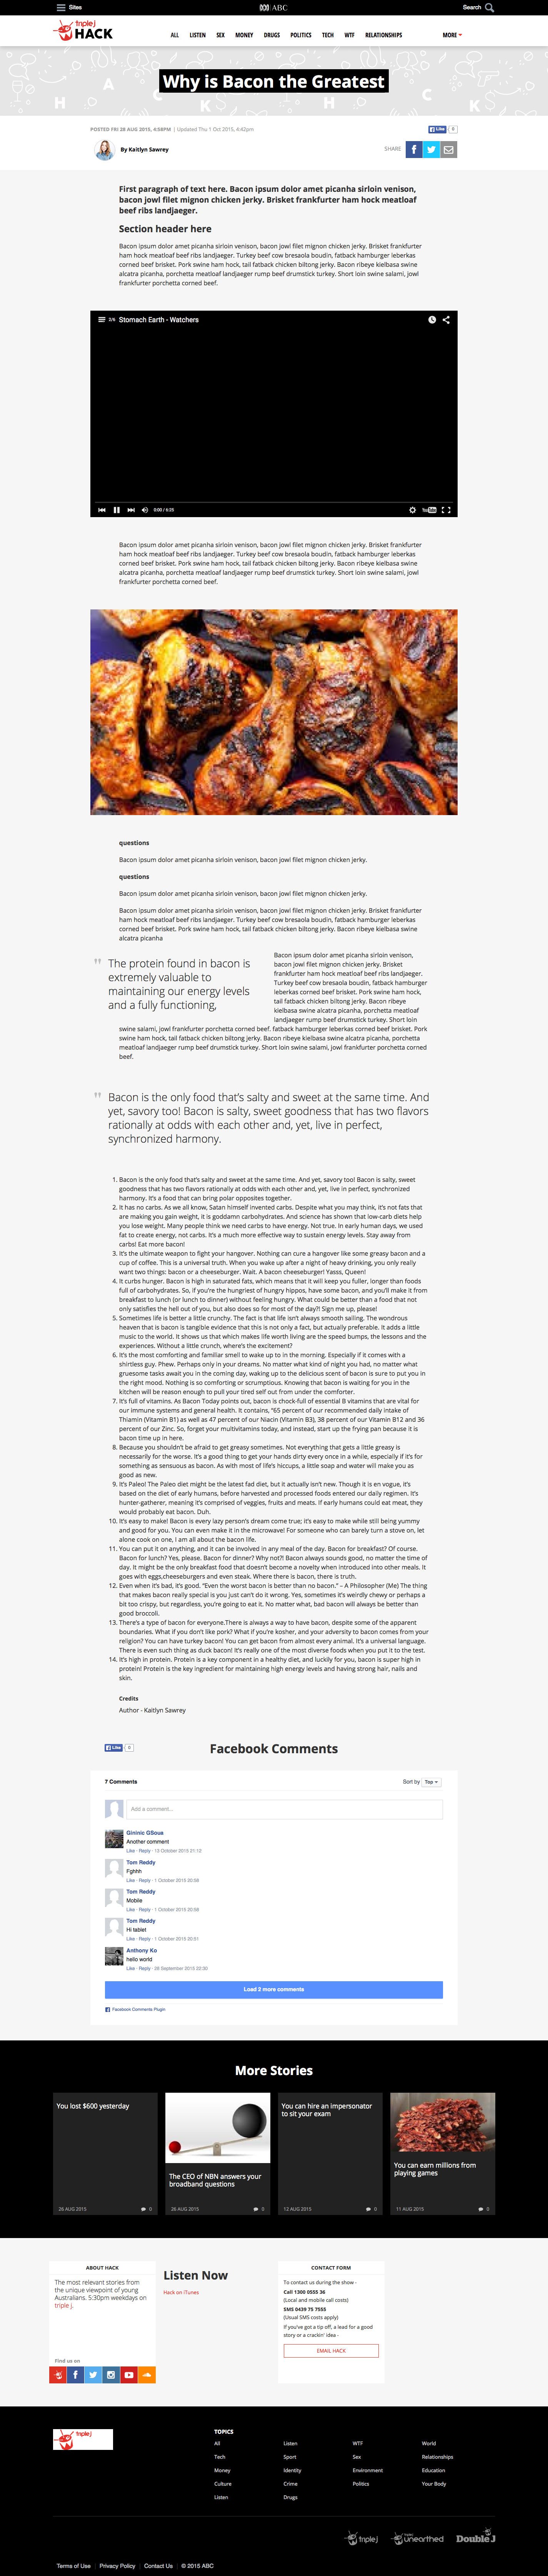 Sites
ABC
Search
triple j
HACK
ALL LISTEN SEX MONEY DRUGS POLITICS TECH WTF RELATIONSHIPS MORE
Why is Bacon the Greatest
POSTED FRI 28 AUG 2015, 4:58PM | Updated Thu 1 Oct 2015, 4:42pm
Like 0
By Kaitlyn Sawrey
SHARE
First paragraph of text here. Bacon ipsum dolor amet picanha sirloin venison,
bacon jowl filet mignon chicken jerky. Brisket frankfurter ham hock meatloaf
beef ribs landjaeger.
Section header here
Bacon ipsum dolor amet picanha sirloin venison, bacon jowl filet mignon chicken jerky. Brisket frankfurter
ham hock meatloaf beef ribs landjaeger. Turkey beef cow bresaola boudin, fatback hamburger leberkas
corned beef brisket. Pork swine ham hock, tail fatback chicken biltong jerky. Bacon ribeye kielbasa swine
alcatra picanha, porchetta meatloaf landjaeger rump beef drumstick turkey. Short loin swine salami, jowl
frankfurter porchetta corned beef.
2/6 Stomach Earth - Watchers
0:00 / 6:25
YouTube
Bacon ipsum dolor amet picanha sirloin venison, bacon jowl filet mignon chicken jerky. Brisket frankfurter
ham hock meatloaf beef ribs landjaeger. Turkey beef cow bresaola boudin, fatback hamburger leberkas
corned beef brisket. Pork swine ham hock, tail fatback chicken biltong jerky. Bacon ribeye kielbasa swine
alcatra picanha, porchetta meatloaf landjaeger rump beef drumstick turkey. Short loin swine salami, jowl
frankfurter porchetta corned beef.
questions
Bacon ipsum dolor amet picanha sirloin venison, bacon jowl filet mignon chicken jerky.
questions
Bacon ipsum dolor amet picanha sirloin venison, bacon jowl filet mignon chicken jerky.
Bacon ipsum dolor amet picanha sirloin venison, bacon jowl filet mignon chicken jerky. Brisket frankfurter
ham hock meatloaf beef ribs landjaeger. Turkey beef cow bresaola boudin, fatback hamburger leberkas
corned beef brisket. Pork swine ham hock, tail fatback chicken biltong jerky. Bacon ribeye kielbasa swine
alcatra picanha
" The protein found in bacon is
extremely valuable to
maintaining our energy levels
and a fully functioning,
Bacon ipsum dolor amet picanha sirloin venison,
bacon jowl filet mignon chicken jerky. Brisket
frankfurter ham hock meatloaf beef ribs landjaeger.
Turkey beef cow bresaola boudin, fatback hamburger
leberkas corned beef brisket. Pork swine ham hock,
tail fatback chicken biltong jerky. Bacon ribeye
kielbasa swine alcatra picanha, porchetta meatloaf
landjaeger rump beef drumstick turkey. Short loin
swine salami, jowl frankfurter porchetta corned beef. fatback hamburger leberkas corned beef brisket. Pork
swine ham hock, tail fatback chicken biltong jerky. Bacon ribeye kielbasa swine alcatra picanha, porchetta
meatloaf landjaeger rump beef drumstick turkey. Short loin swine salami, jowl frankfurter porchetta corned
beef.
" Bacon is the only food that's salty and sweet at the same time. And
yet, savory too! Bacon is salty, sweet goodness that has two flavors
rationally at odds with each other and, yet, live in perfect,
synchronized harmony.
1. Bacon is the only food that's salty and sweet at the same time. And yet, savory too! Bacon is salty, sweet
goodness that has two flavors rationally at odds with each other and, yet, live in perfect, synchronized
harmony. It's a food that can bring polar opposites together.
2. It has no carbs. As we all know, Satan himself invented carbs. Despite what you may think, it's not fats that
are making you gain weight, it is goddamn carbohydrates. And science has shown that low-carb diets help
you lose weight. Many people think we need carbs to have energy. Not true. In early human days, we used
fat to create energy, not carbs. It's a much more effective way to sustain energy levels. Stay away from
carbs! Eat more bacon!
3. It's the ultimate weapon to fight your hangover. Nothing can cure a hangover like some greasy bacon and a
cup of coffee. This is a universal truth. When you wake up after a night of heavy drinking, you only really
want two things: bacon or a cheeseburger. Wait. A bacon cheeseburger! Yasss, Queen!
4. It curbs hunger. Bacon is high in saturated fats, which means that it will keep you fuller, longer than foods
full of carbohydrates. So, if you're the hungriest of hungry hippos, have some bacon, and you'll make it from
breakfast to lunch (or lunch to dinner) without feeling hungry. What could be better than a food that not
only satisfies the hell out of you, but also does so for most of the day?! Sign me up, please!
5. Sometimes life is better a little crunchy. The fact is that life isn't always smooth sailing. The wondrous
heaven that is bacon is tangible evidence that this is not only a fact, but actually preferable. It adds a little
music to the world. It shows us that which makes life worth living are the speed bumps, the lessons and the
experiences. Without a little crunch, where's the excitement?
6. It's the most comforting and familiar smell to wake up to in the morning. Especially if it comes with a
shirtless guy. Phew. Perhaps only in your dreams. No matter what kind of night you had, no matter what
gruesome tasks await you in the coming day, waking up to the delicious scent of bacon is sure to put you in
the right mood. Nothing is so comforting or scrumptious. Knowing that bacon is waiting for you in the
kitchen will be reason enough to pull your tired self out from under the comforter.
7. It's full of vitamins. As Bacon Today points out, bacon is chock-full of essential B vitamins that are vital for
our immune systems and general health. It contains, "65 percent of our recommended daily intake of
Thiamin (Vitamin B1) as well as 47 percent of our Niacin (Vitamin B3), 38 percent of our Vitamin B12 and 36
percent of our Zinc. So, forget your multivitamins today, and instead, start up the frying pan because it is
bacon time up in here.
8. Because you shouldn't be afraid to get greasy sometimes. Not everything that gets a little greasy is
necessarily for the worse. It's a good thing to get your hands dirty every once in a while, especially if it's for
something as sensuous as bacon. As with most of life's hiccups, a little soap and water will make you as
good as new.
9. It's Paleo! The Paleo diet might be the latest fad diet, but it actually isn't new. Though it is en vogue, it's
based on the diet of early humans, before harvested and processed foods entered our daily regimen. It's
hunter-gatherer, meaning it's comprised of veggies, fruits and meats. If early humans could eat meat, they
would probably eat bacon. Duh.
10. It's easy to make! Bacon is every lazy person's dream come true; it's easy to make while still being yummy
and good for you. You can even make it in the microwave! For someone who can barely turn a stove on, let
alone cook on one, I am all about the bacon life.
11. You can put it on anything, and it can be involved in any meal of the day. Bacon for breakfast? Of course.
Bacon for lunch? Yes, please. Bacon for dinner? Why not?! Bacon always sounds good, no matter the time of
day. It might be the only breakfast food that doesn't become a novelty when introduced into other meals. It
goes with eggs,cheeseburgers and even steak. Where there is bacon, there is truth.
12. Even when it's bad, it's good. "Even the worst bacon is better than no bacon." – A Philosopher (Me) The thing
that makes bacon really special is you just can't do it wrong. Yes, sometimes it's weirdly chewy or perhaps a
bit too crispy, but regardless, you're going to eat it. No matter what, bad bacon will always be better than
good broccoli.
13. There's a type of bacon for everyone.There is always a way to have bacon, despite some of the apparent
boundaries. What if you don't like pork? What if you're kosher, and your adversity to bacon comes from your
religion? You can have turkey bacon! You can get bacon from almost every animal. It's a universal language.
There is even such thing as duck bacon! It's really one of the most diverse foods when you put it to the test.
14. It's high in protein. Protein is a key component in a healthy diet, and luckily for you, bacon is super high in
protein! Protein is the key ingredient for maintaining high energy levels and having strong hair, nails and
skin.
Credits
Author - Kaitlyn Sawrey
Like 0
Facebook Comments
7 Comments
Sort by Top
Add a comment...
Gininic GSous
Another comment
Like · Reply · 13 October 2015 21:12
Tom Reddy
Fghhh
Like · Reply · 1 October 2015 20:58
Tom Reddy
Mobile
Like · Reply · 1 October 2015 20:58
Tom Reddy
Hi tablet
Like · Reply · 1 October 2015 20:51
Anthony Ko
hello world
Like · Reply · 28 September 2015 22:30
Load 2 more comments
Facebook Comments Plugin
More Stories
You lost $600 yesterday
26 AUG 2015 0
The CEO of NBN answers your
broadband questions
26 AUG 2015 0
You can hire an impersonator
to sit your exam
12 AUG 2015 0
You can earn millions from
playing games
11 AUG 2015 0
ABOUT HACK
The most relevant stories from
the unique viewpoint of young
Australians. 5:30pm weekdays on
triple j.
Find us on
Listen Now
Hack on iTunes
CONTACT FORM
To contact us during the show -
Call 1300 0555 36
(Local and mobile call costs)
SMS 0439 75 7555
(Usual SMS costs apply)
If you've got a tip off, a lead for a good
story or a crackin' idea -
EMAIL HACK
triple j
TOPICS
All Listen WTF World
Tech Sport Sex Relationships
Money Identity Environment Education
Culture Crime Politics Your Body
Listen Drugs
triple j
unearthed
Double J
Terms of Use | Privacy Policy | Contact Us | © 2015 ABC